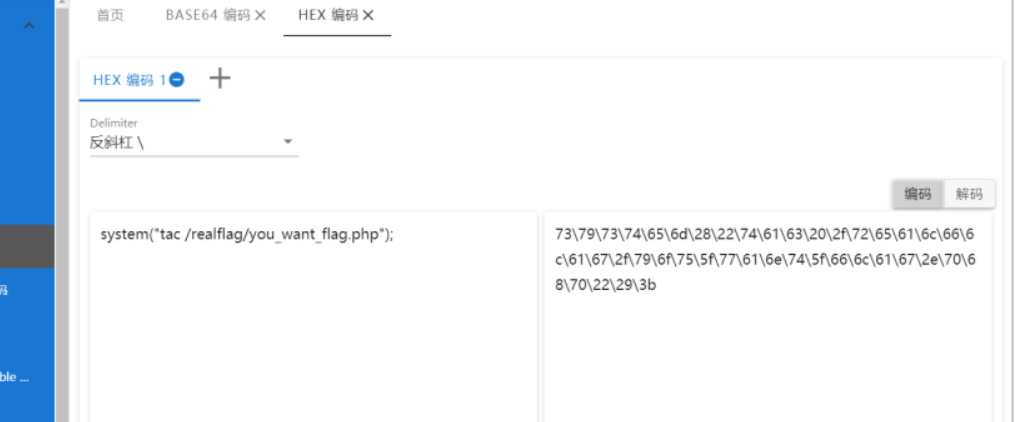 首页 BASE64 编码 HEX 编码
HEX 编码 1
Delimiter
反斜杠 \
编码 解码
system("tac /realflag/you_want_flag.php");
73\79\73\74\65\6d\28\22\74\61\63\20\2f\72\65\61\6c\66\6
c\61\67\2f\79\6f\75\5f\77\61\6e\74\5f\66\6c\61\67\2e\70\6
8\70\22\29\3b
码
ble ...